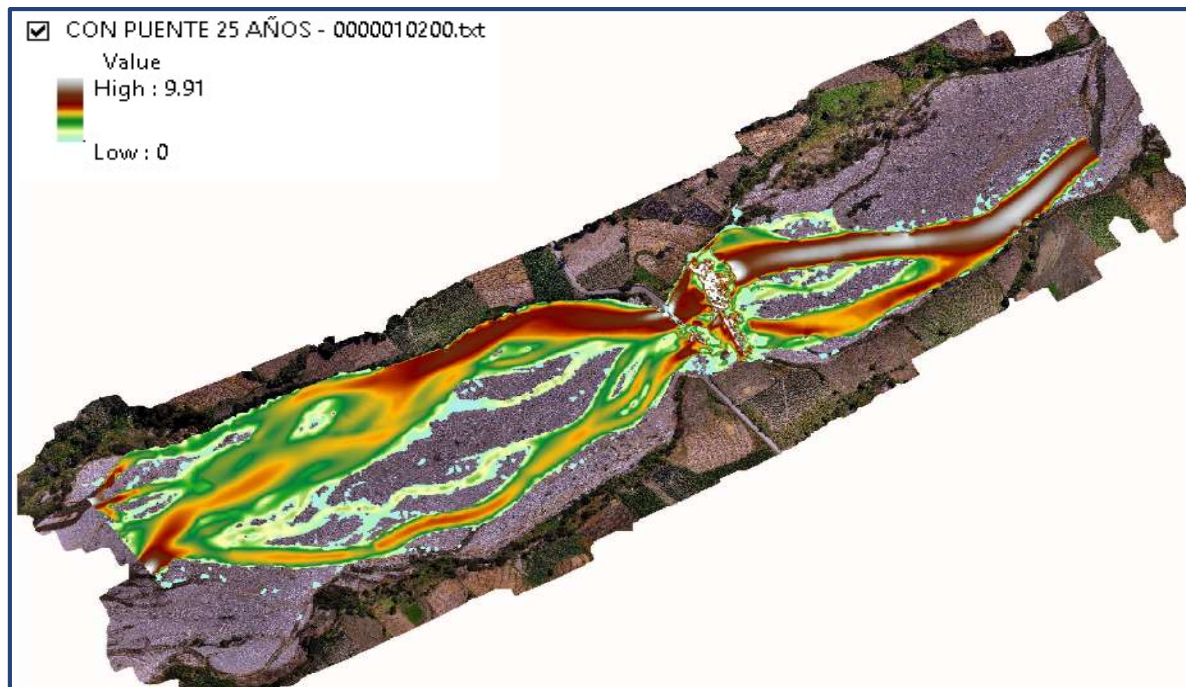 CON PUENTE 25 AÑOS - 0000010200.txt
Value
High : 9.91
Low : 0